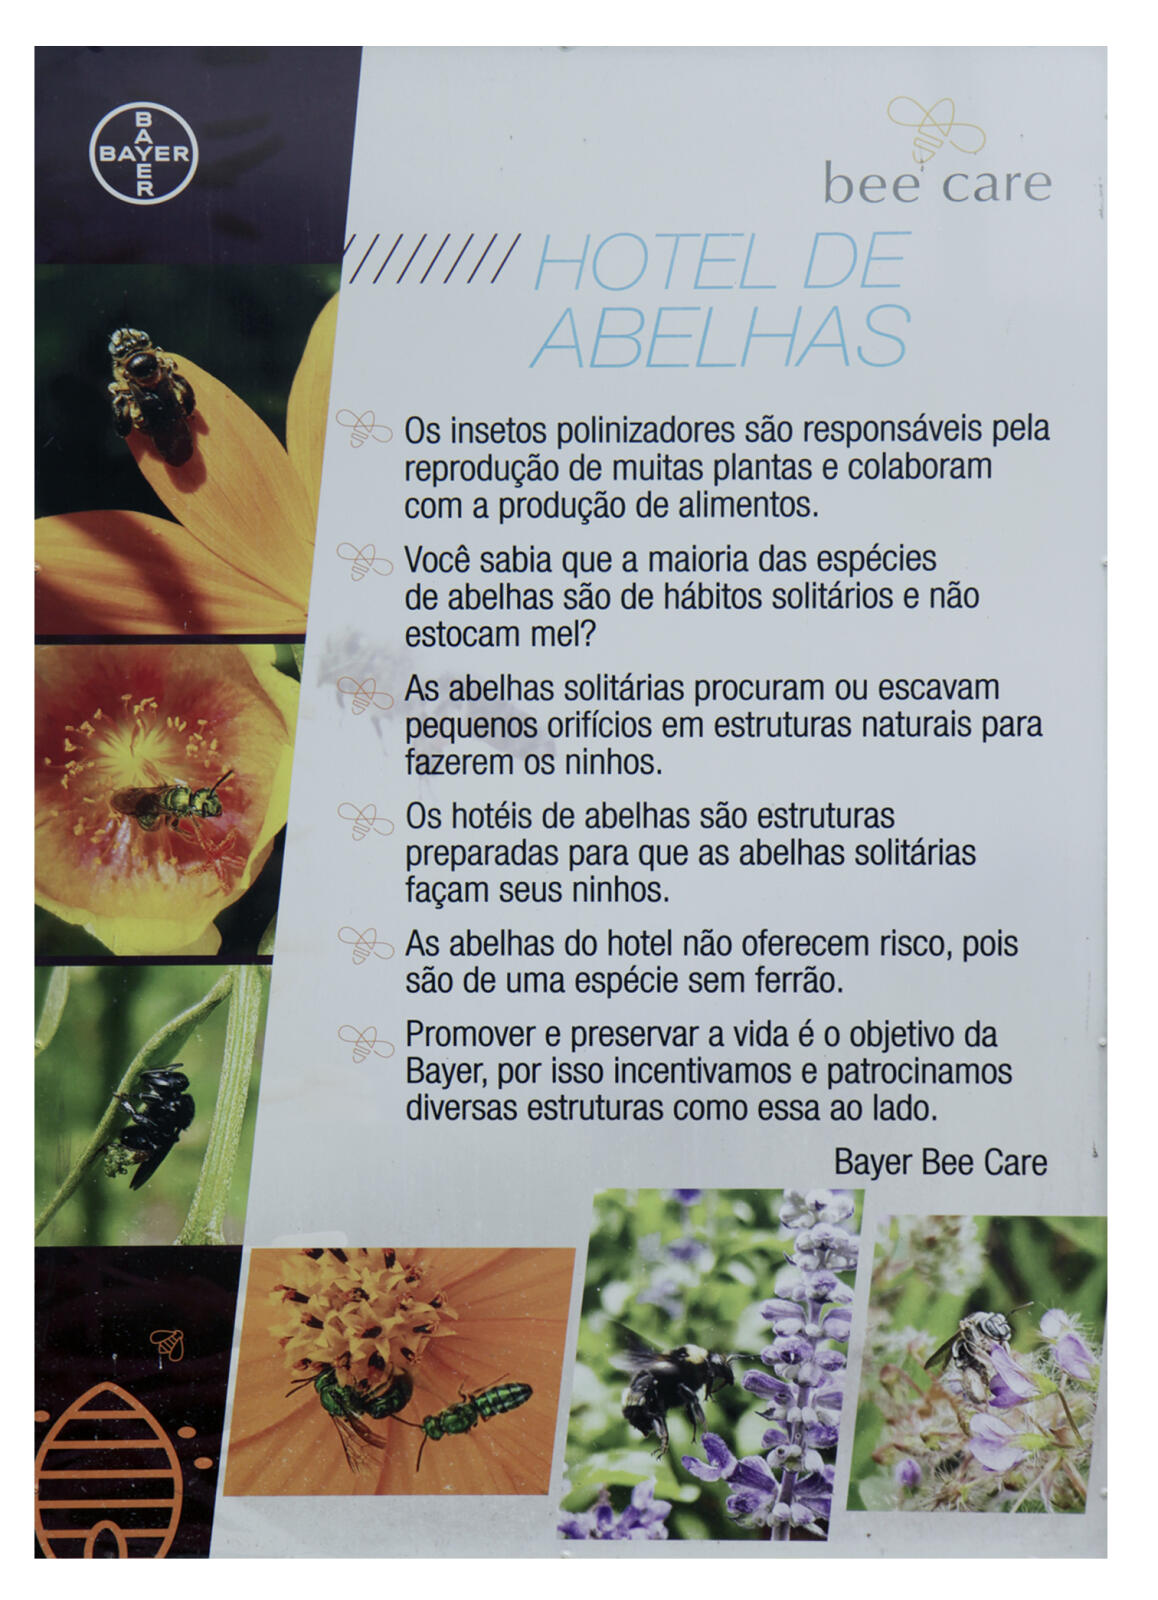 BAYER
BAYER
bee care
HOTEL DE
ABELHAS
Os insetos polinizadores são responsáveis pela
reprodução de muitas plantas e colaboram
com a produção de alimentos.
Você sabia que a maioria das espécies
de abelhas são de hábitos solitários e não
estocam mel?
As abelhas solitárias procuram ou escavam
pequenos orifícios em estruturas naturais para
fazerem os ninhos.
Os hotéis de abelhas são estruturas
preparadas para que as abelhas solitárias
façam seus ninhos.
As abelhas do hotel não oferecem risco, pois
são de uma espécie sem ferrão.
Promover e preservar a vida é o objetivo da
Bayer, por isso incentivamos e patrocinamos
diversas estruturas como essa ao lado.
Bayer Bee Care